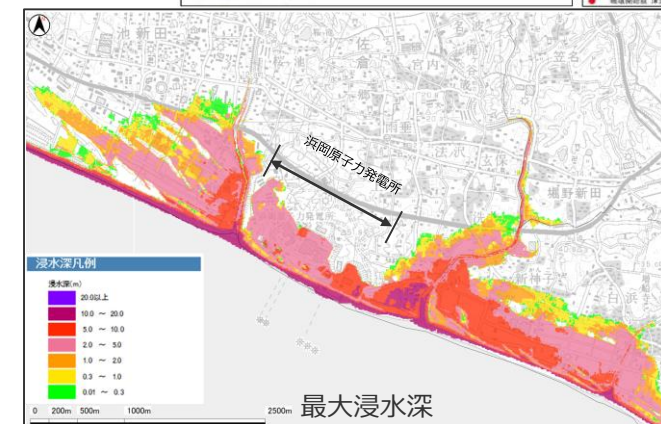 池新田
佐倉
宮内
笠名
浜岡原子力発電所
堀野新田
白浜
浸水深凡例
浸水深(m)
20.0以上
10.0 ～ 20.0
5.0 ～ 10.0
2.0 ～ 5.0
1.0 ～ 2.0
0.3 ～ 1.0
0.01 ～ 0.3
0 200m 500m 1000m 2500m
最大浸水深